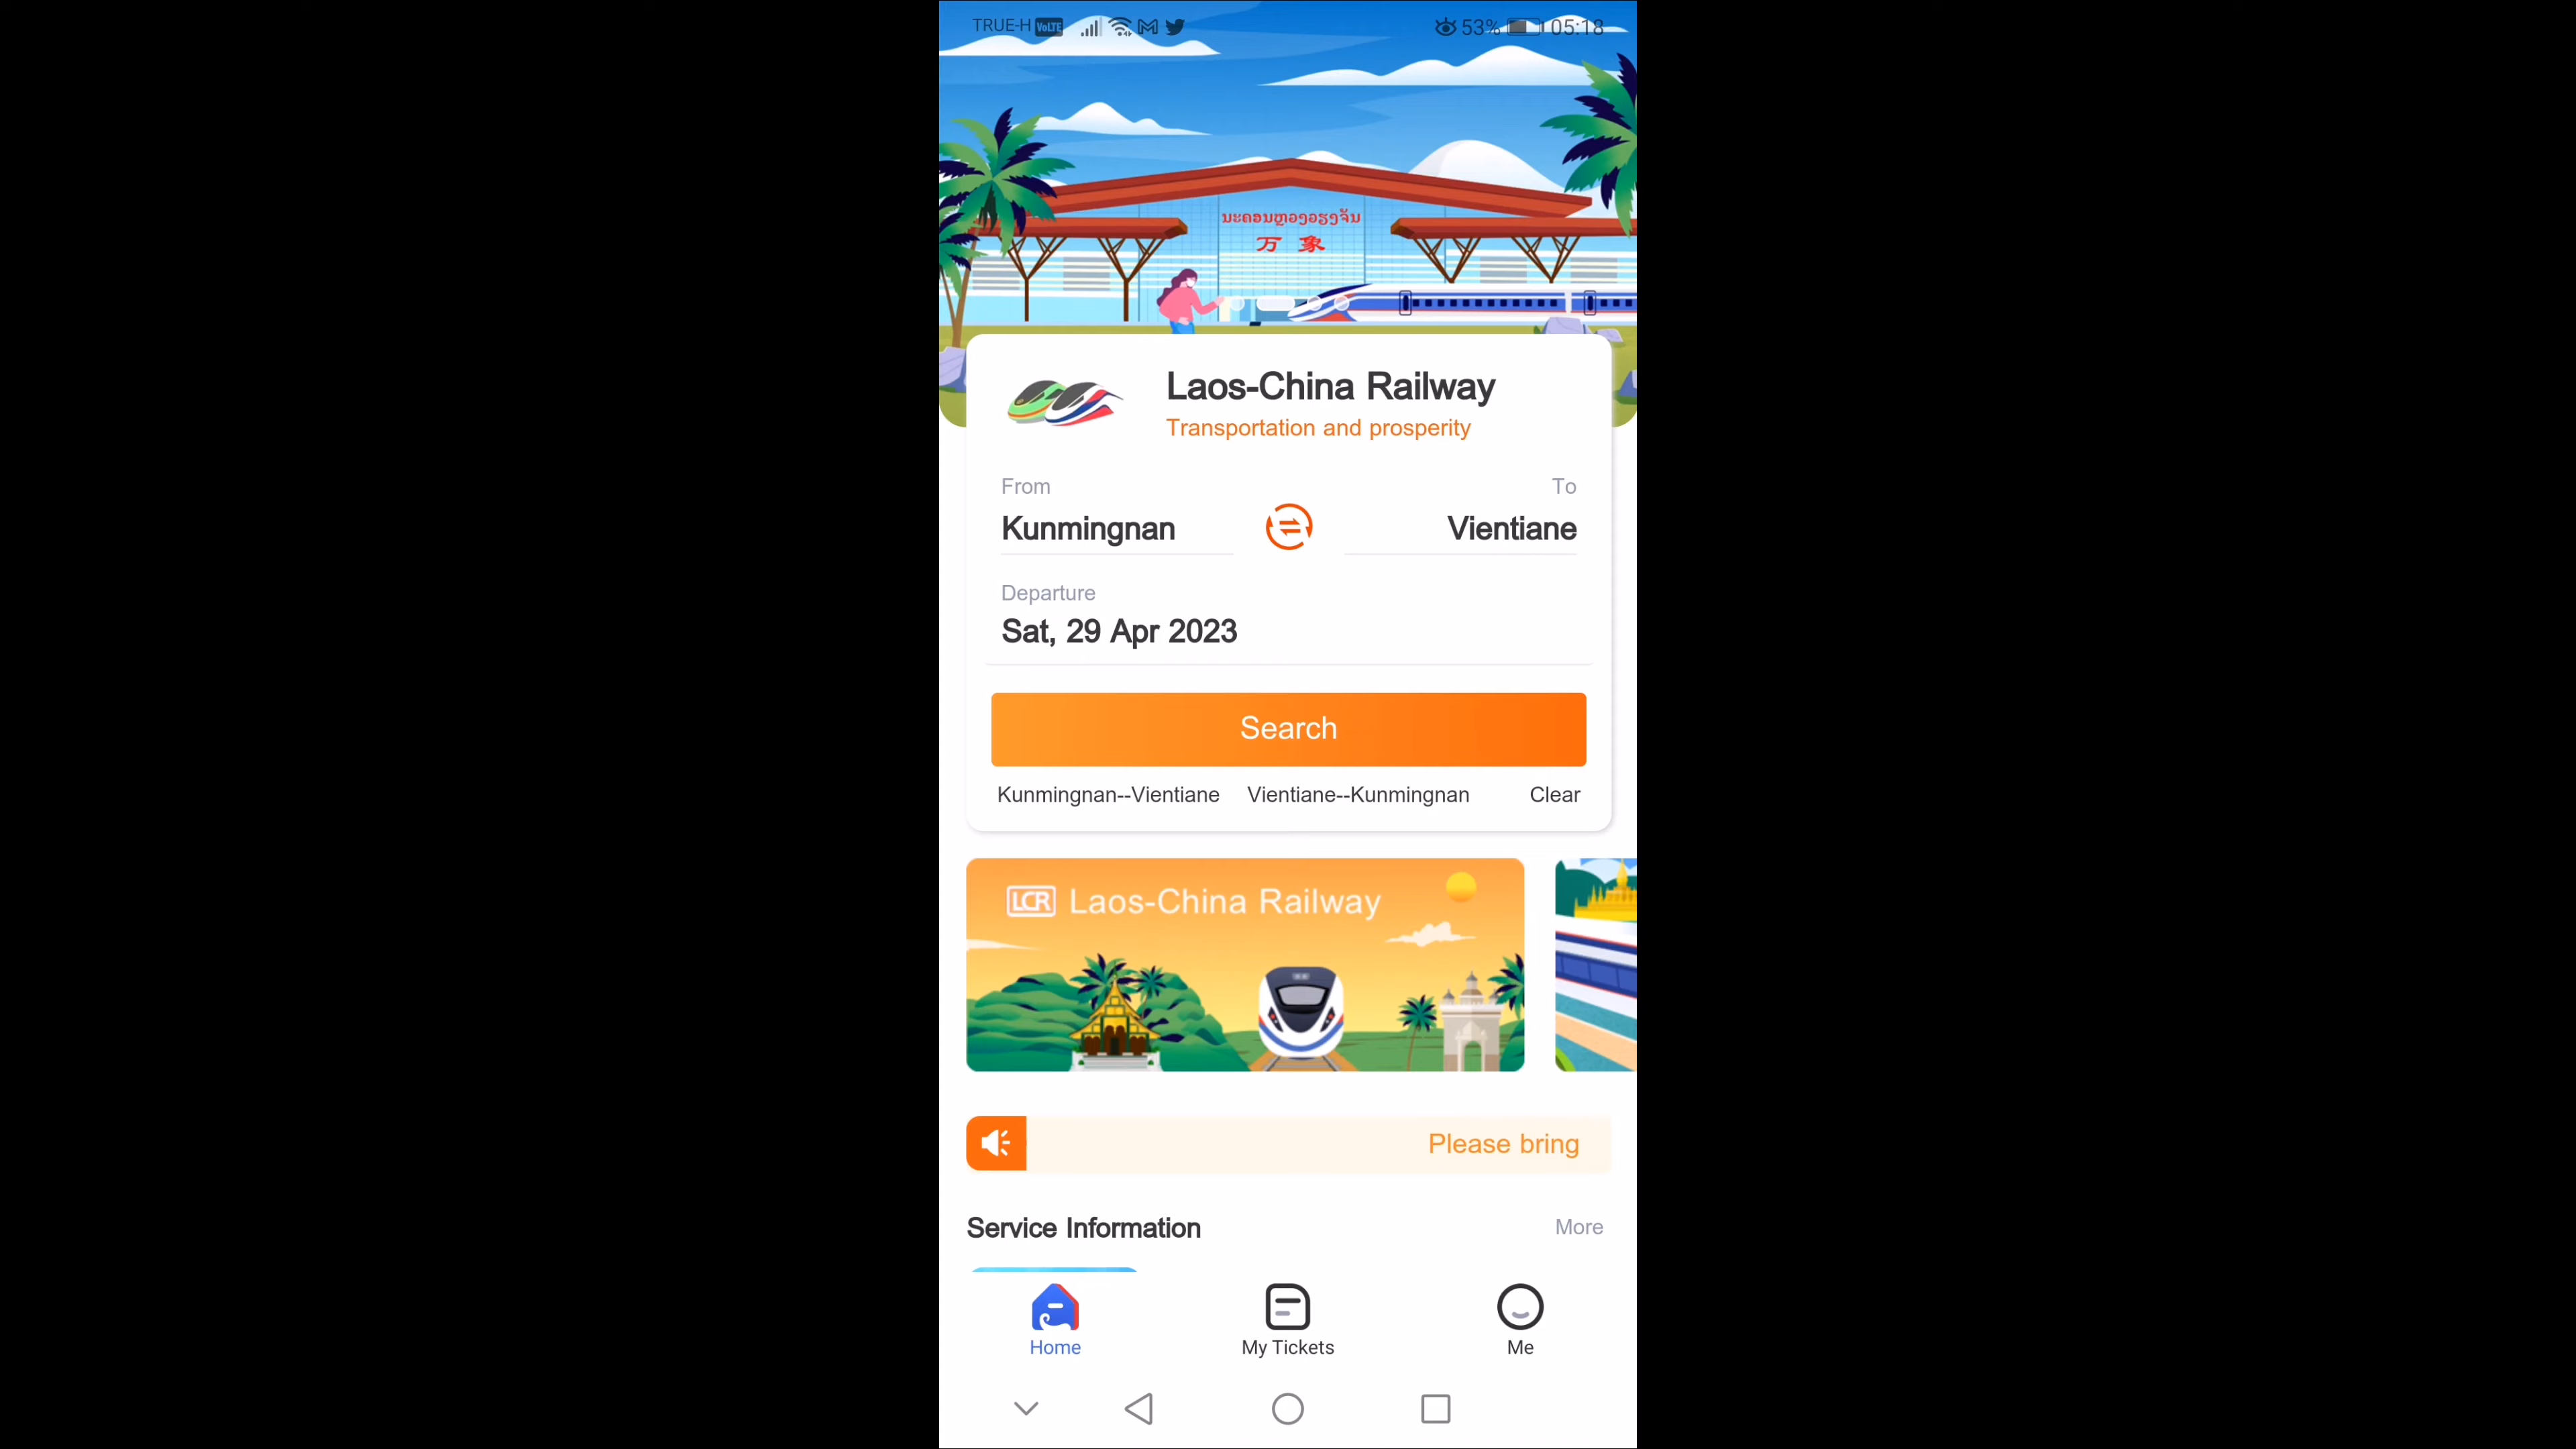 TRUE-H VoLTE 53% 05:18
ນະຄອນຫຼວງວຽງຈັນ
万象
Laos-China Railway
Transportation and prosperity
From To
Kunmingnan Vientiane
Departure
Sat, 29 Apr 2023
Search
Kunmingnan--Vientiane Vientiane--Kunmingnan Clear
LCR Laos-China Railway
Please bring
Service Information More
Home My Tickets Me